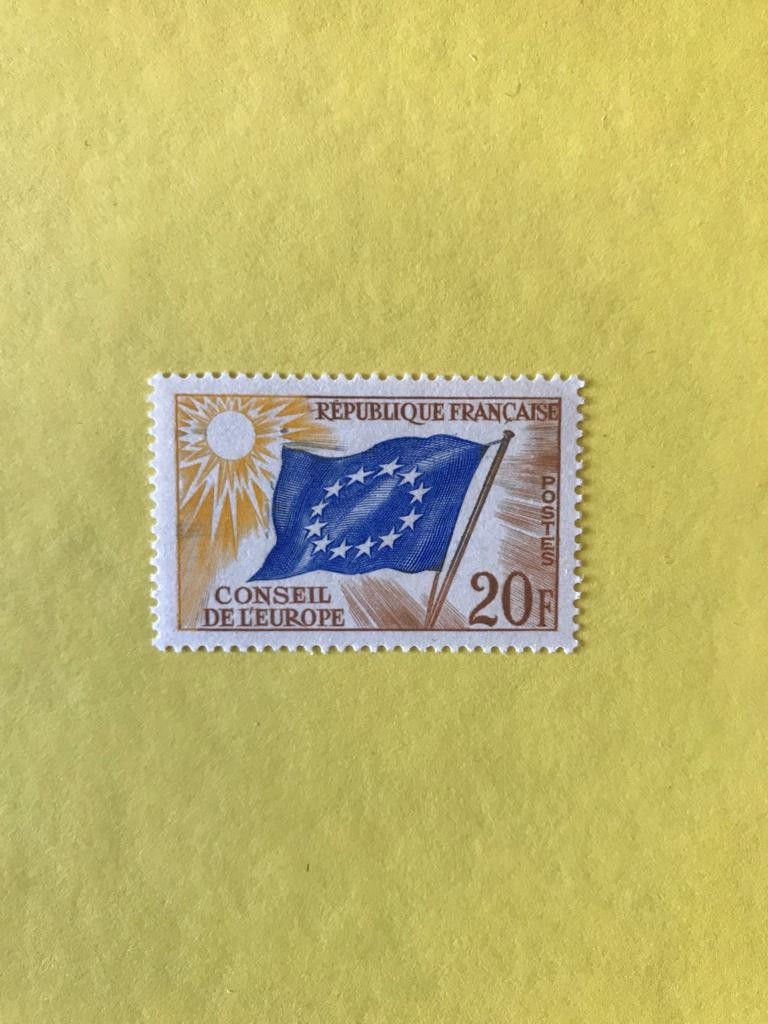 RÉPUBLIQUE FRANÇAISE
POSTES
CONSEIL
DE L'EUROPE
20F